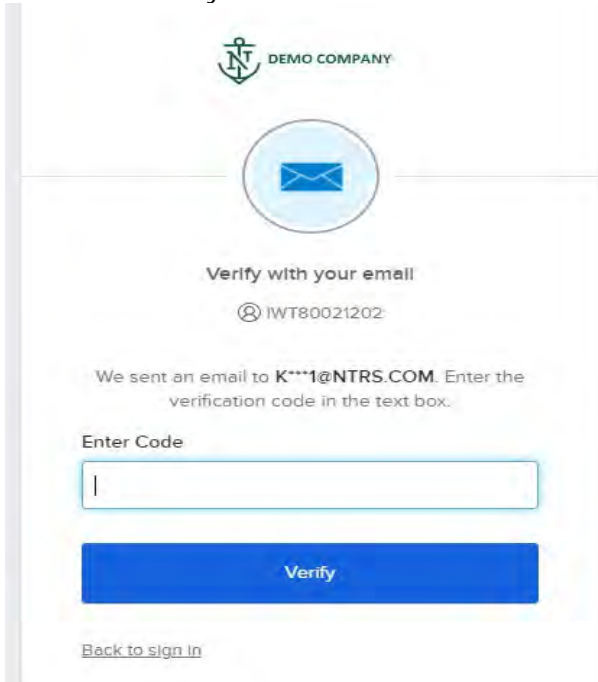 NT DEMO COMPANY
Verify with your email
IWT80021202
We sent an email to K***1@NTRS.COM. Enter the
verification code in the text box.
Enter Code
Verify
Back to sign in